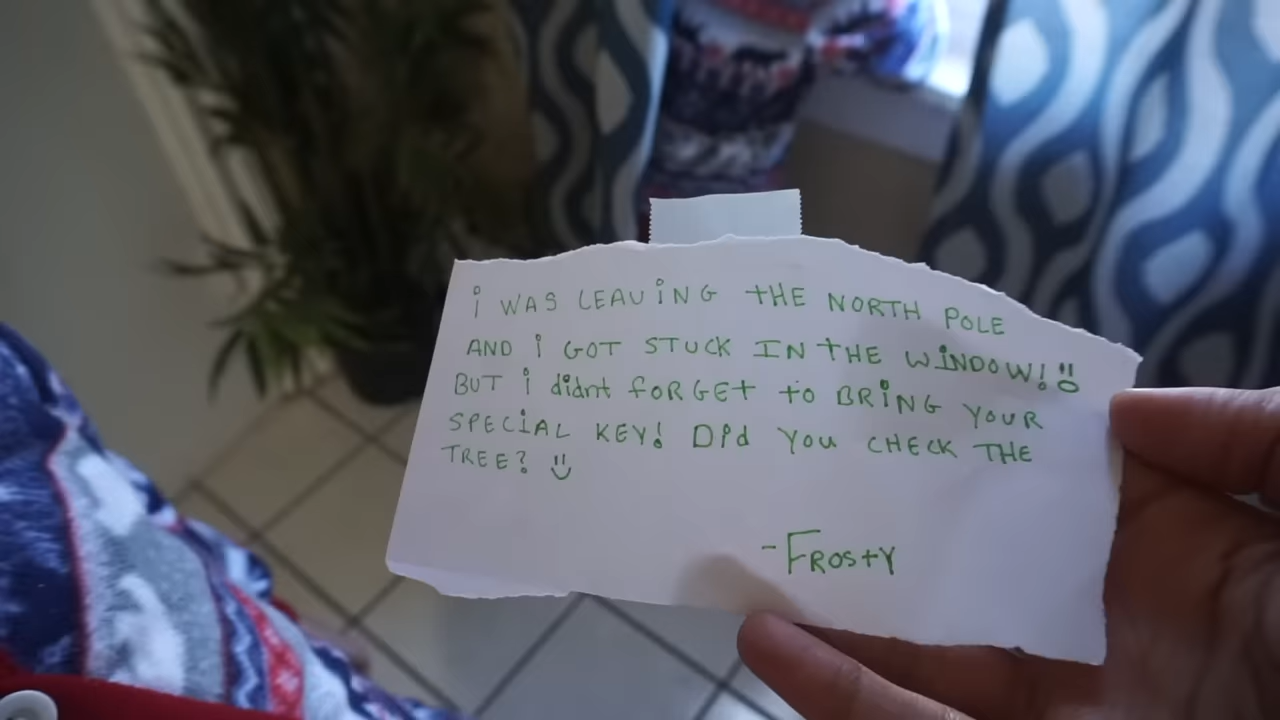 i WAS LEAViNG tHE NORTH POLE
AND i GOT STUCK IN tHE WiNDOW!
BUT i didnt FORGEt to BRiNG YOUR
SPECiAL KEY! Did You CHECK THE
TREE? :)
-FROStY